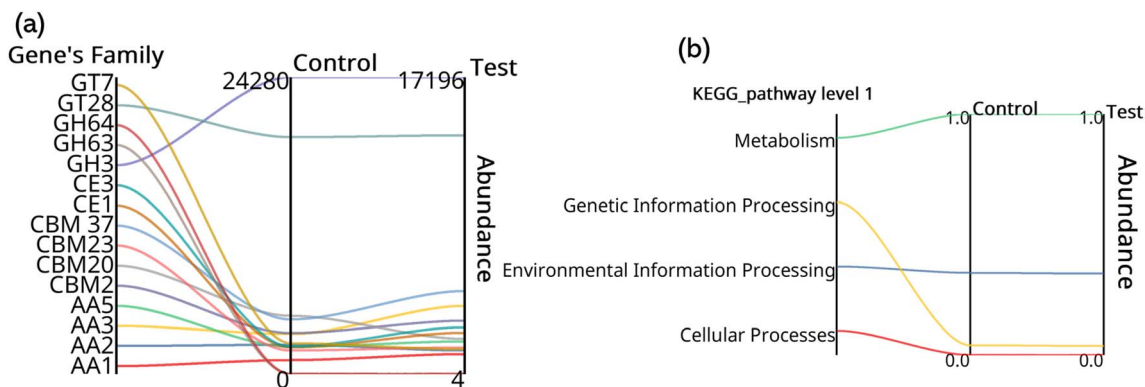 (a)
Gene's Family
Control
Test
24280
17196
GT7
GT28
GH64
GH63
GH3
CE3
CE1
CBM 37
CBM23
CBM20
CBM2
AA5
AA3
AA2
AA1
0
4
Abundance
(b)
KEGG_pathway level 1
Control
Test
1.0
1.0
Metabolism
Genetic Information Processing
Environmental Information Processing
Cellular Processes
0.0
0.0
Abundance